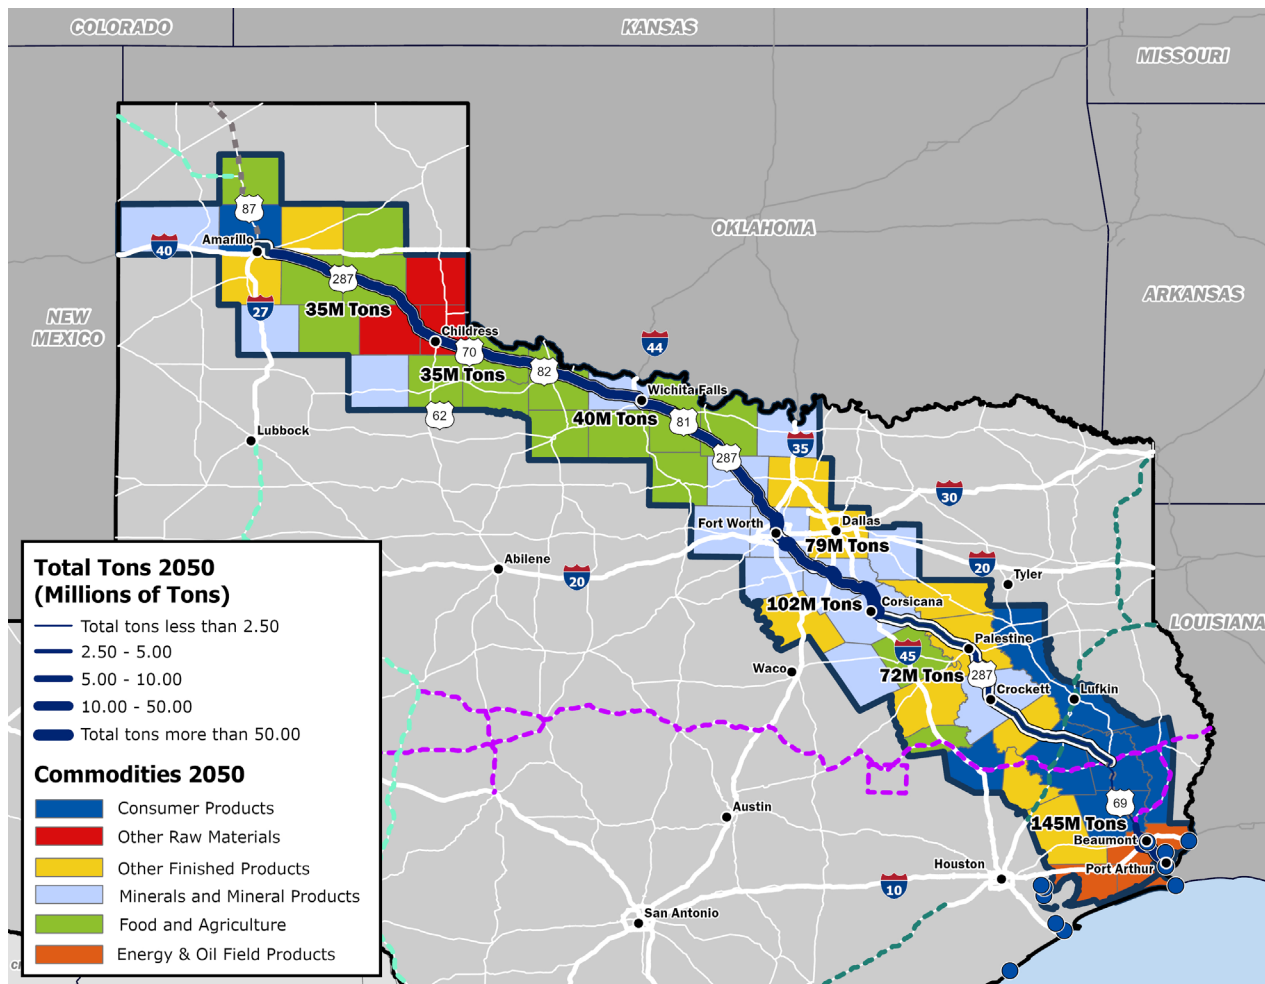 COLORADO
KANSAS
MISSOURI
OKLAHOMA
ARKANSAS
NEW
MEXICO
LOUISIANA
87
Amarillo
40
287
27
35M Tons
Childress
70
44
35M Tons
82
62
Wichita Falls
40M Tons
81
Lubbock
35
287
30
Fort Worth
Dallas
79M Tons
Abilene
20
20
Tyler
102M Tons
Corsicana
Palestine
45
Waco
72M Tons
287
Crockett
Lufkin
69
Austin
145M Tons
Beaumont
Houston
Port Arthur
10
San Antonio
Total Tons 2050
(Millions of Tons)
Total tons less than 2.50
2.50 - 5.00
5.00 - 10.00
10.00 - 50.00
Total tons more than 50.00
Commodities 2050
Consumer Products
Other Raw Materials
Other Finished Products
Minerals and Mineral Products
Food and Agriculture
Energy & Oil Field Products